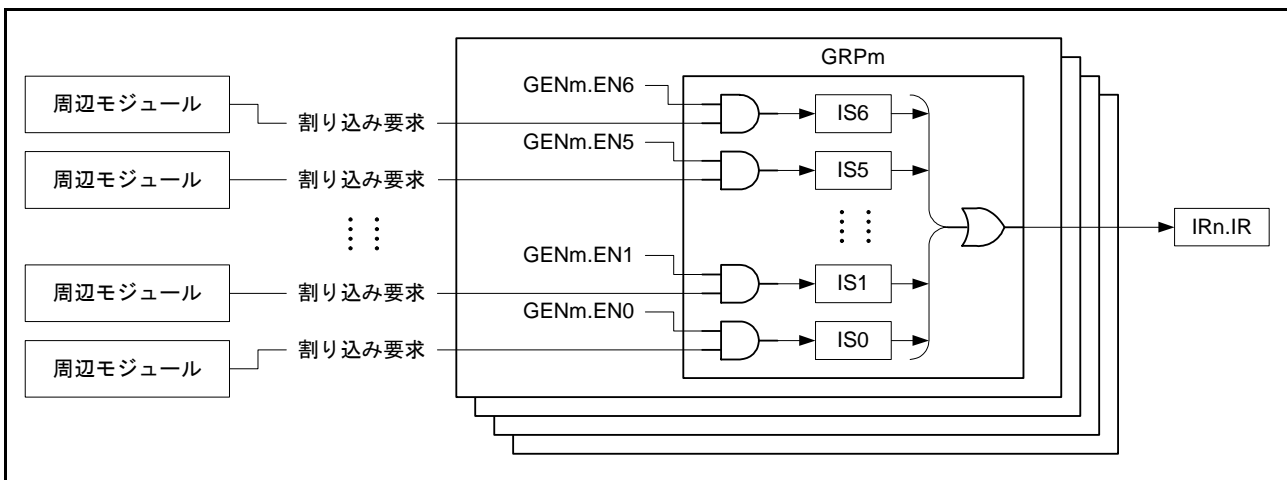 GRPm
周辺モジュール
割り込み要求
GENm.EN6
IS6
周辺モジュール
割り込み要求
GENm.EN5
IS5
IRn.IR
周辺モジュール
割り込み要求
GENm.EN1
IS1
周辺モジュール
割り込み要求
GENm.EN0
IS0